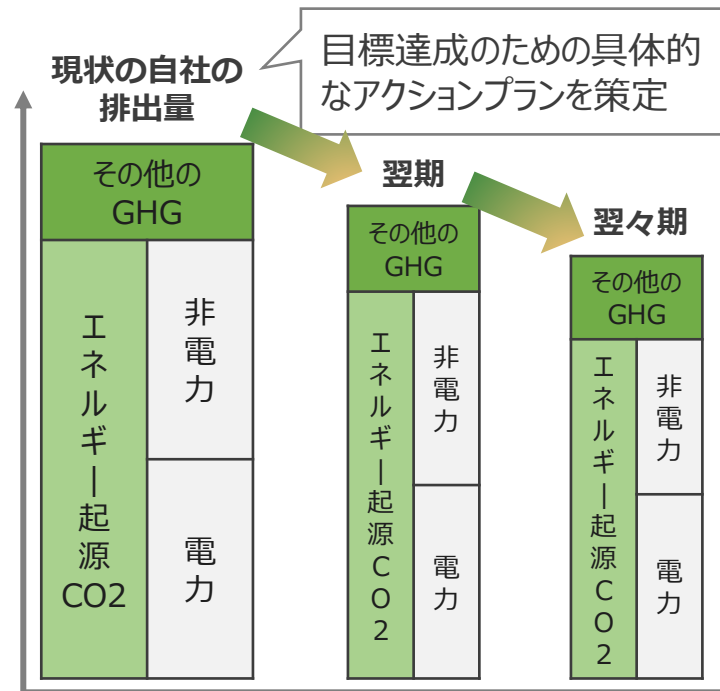 目標達成のための具体的
なアクションプランを策定
現状の自社の
排出量
その他の
GHG
エネルギー起源
CO2
非電力
電力
翌期
その他の
GHG
エネルギー起源CO2
非電力
電力
翌々期
その他の
GHG
エネルギー起源CO2
非電力
電力